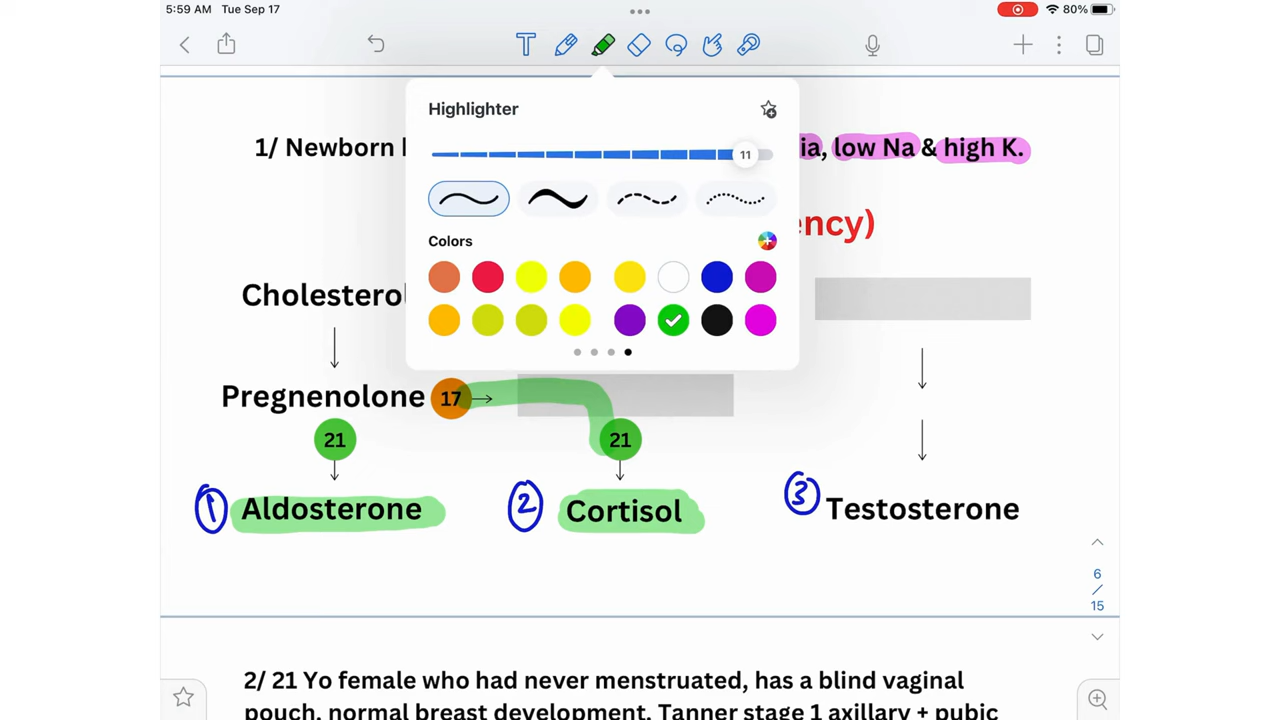 5:59 AM Tue Sep 17
80%
T
Highlighter
11
Colors
1/ Newborn
ia, low Na & high K.
ency)
Cholesterol
Pregnenolone 17
21
21
1 Aldosterone
2 Cortisol
3 Testosterone
6
/
15
2/ 21 Yo female who had never menstruated, has a blind vaginal
pouch, normal breast development, Tanner stage 1 axillary + pubic